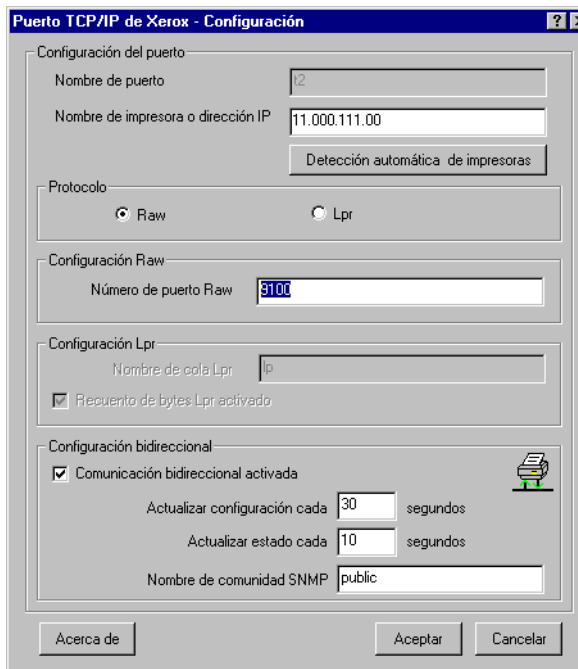 Puerto TCP/IP de Xerox - Configuración
Configuración del puerto
Nombre de puerto t2
Nombre de impresora o dirección IP 11.000.111.00
Detección automática de impresoras
Protocolo
Raw Lpr
Configuración Raw
Número de puerto Raw 9100
Configuración Lpr
Nombre de cola Lpr lp
Recuento de bytes Lpr activado
Configuración bidireccional
Comunicación bidireccional activada
Actualizar configuración cada 30 segundos
Actualizar estado cada 10 segundos
Nombre de comunidad SNMP public
Acerca de Aceptar Cancelar